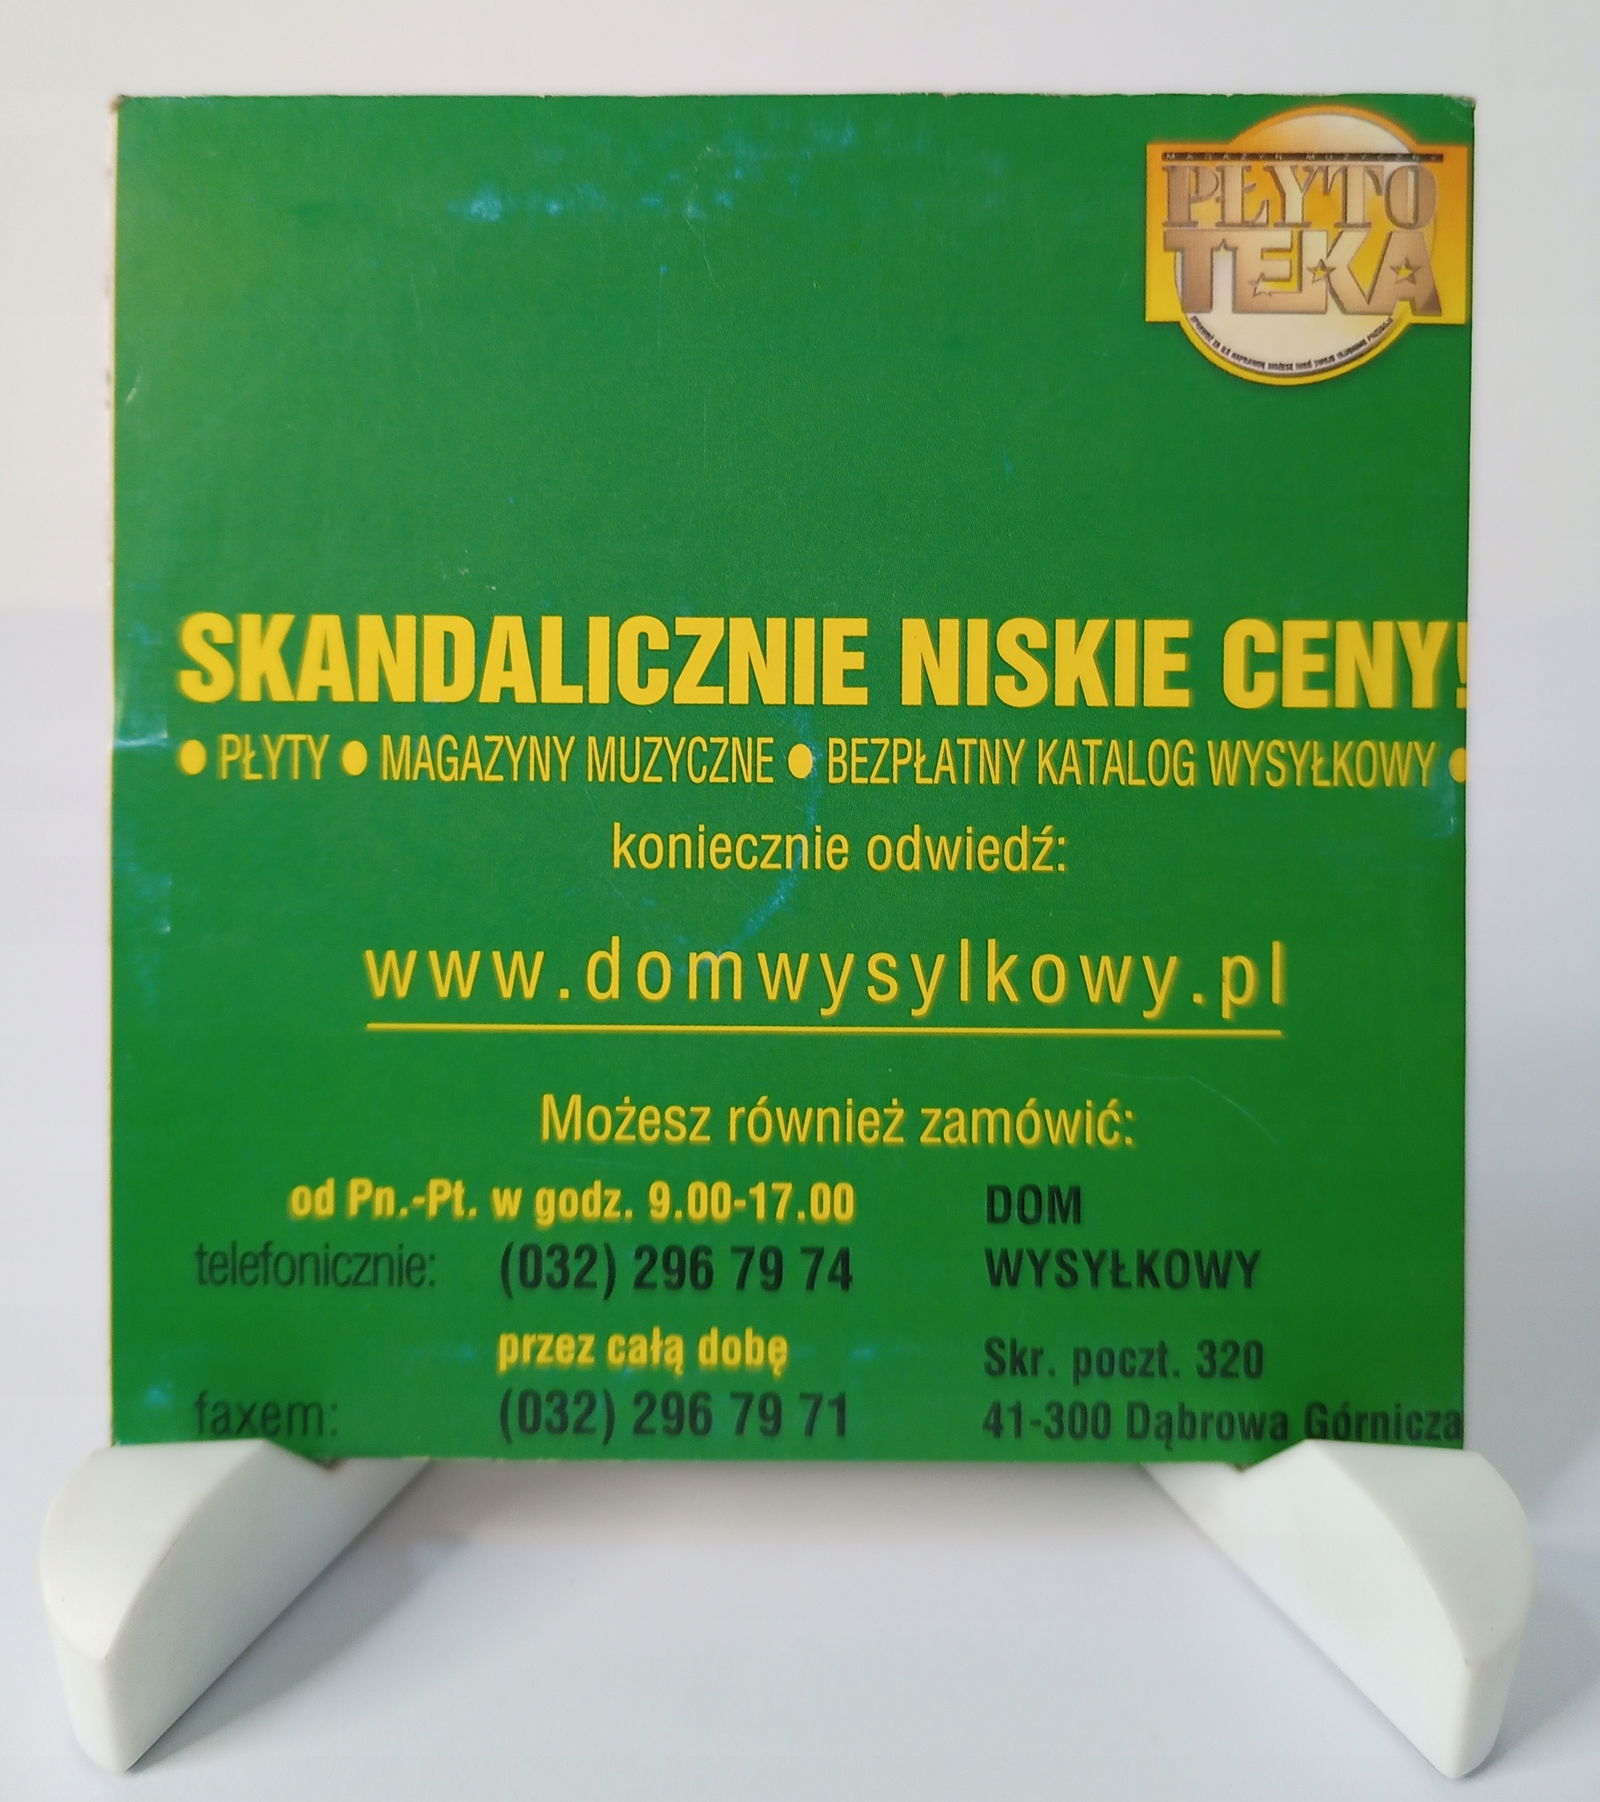 MAGAZYN MUZYCZNY
PŁYTO
TEKA
SKANDALICZNIE NISKIE CENY!
● PŁYTY ● MAGAZYNY MUZYCZNE ● BEZPŁATNY KATALOG WYSYŁKOWY ●
koniecznie odwiedź:
www.domwysylkowy.pl
Możesz również zamówić:
od Pn.-Pt. w godz. 9.00-17.00
telefonicznie: (032) 296 79 74
przez całą dobę
faxem: (032) 296 79 71
DOM
WYSYŁKOWY
Skr. poczt. 320
41-300 Dąbrowa Górnicza